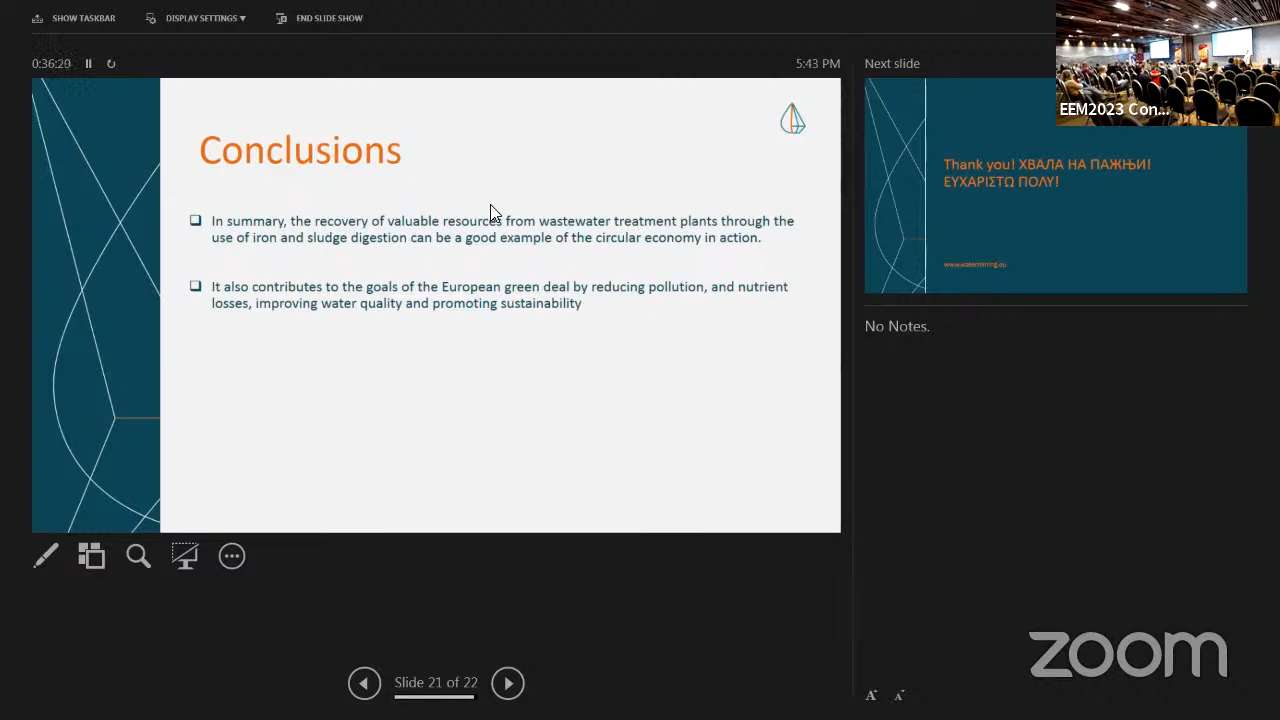 SHOW TASKBAR
DISPLAY SETTINGS ▾
END SLIDE SHOW
0:36:20
5:43 PM
Next slide
EEM2023 Con...
Conclusions
In summary, the recovery of valuable resources from wastewater treatment plants through the
use of iron and sludge digestion can be a good example of the circular economy in action.
It also contributes to the goals of the European green deal by reducing pollution, and nutrient
losses, improving water quality and promoting sustainability
Thank you! ХВАЛА НА ПАЖЊИ!
ΕΥΧΑΡΙΣΤΩ ΠΟΛΥ!
www.watermining.eu
No Notes.
Slide 21 of 22
A A
zoom